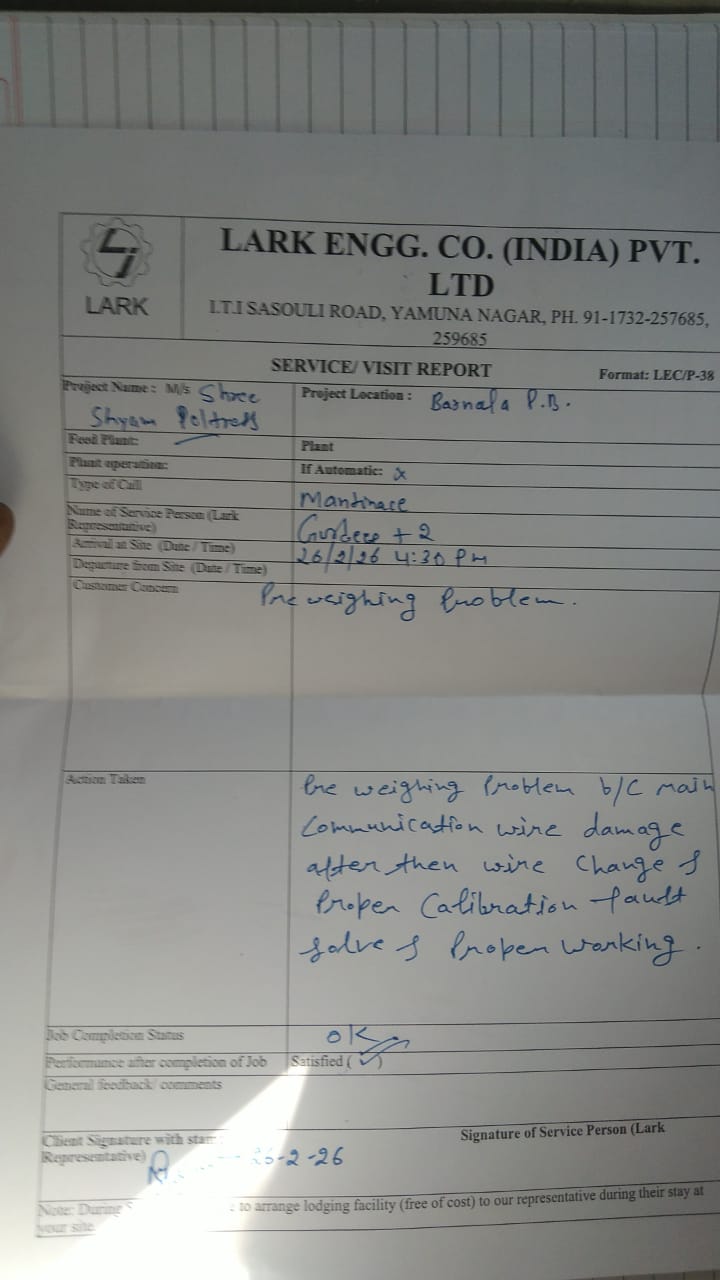 LARK
LARK ENGG. CO. (INDIA) PVT.
LTD
I.T.I SASOULI ROAD, YAMUNA NAGAR, PH. 91-1732-257685,
259685
SERVICE/ VISIT REPORT
Format: LEC/P-38
Project Name : M/s Shree
Shyam Poltress
Project Location : Barnala P.B.
Feed Plant:
Plant
Plant operation:
If Automatic: x
Type of Call
Mantinace
Name of Service Person (Lark
Representative)
Gurdeep + 2
Arrival at Site (Date / Time)
26/2/26 4:30 PM
Departure from Site (Date / Time)
Customer Concern
Pre weighing Problem.
Action Taken
Pre weighing Problem b/c main
Communication wire damage
after then wire change &
Proper Calibration fault
solve & Proper working.
Job Completion Status
OK
Performance after completion of Job
Satisfied ( ✓ )
General feedback/ comments
Client Signature with
Representative)
26-2-26
Signature of Service Person (Lark
Note: During
to arrange lodging facility (free of cost) to our representative during their stay at
your site